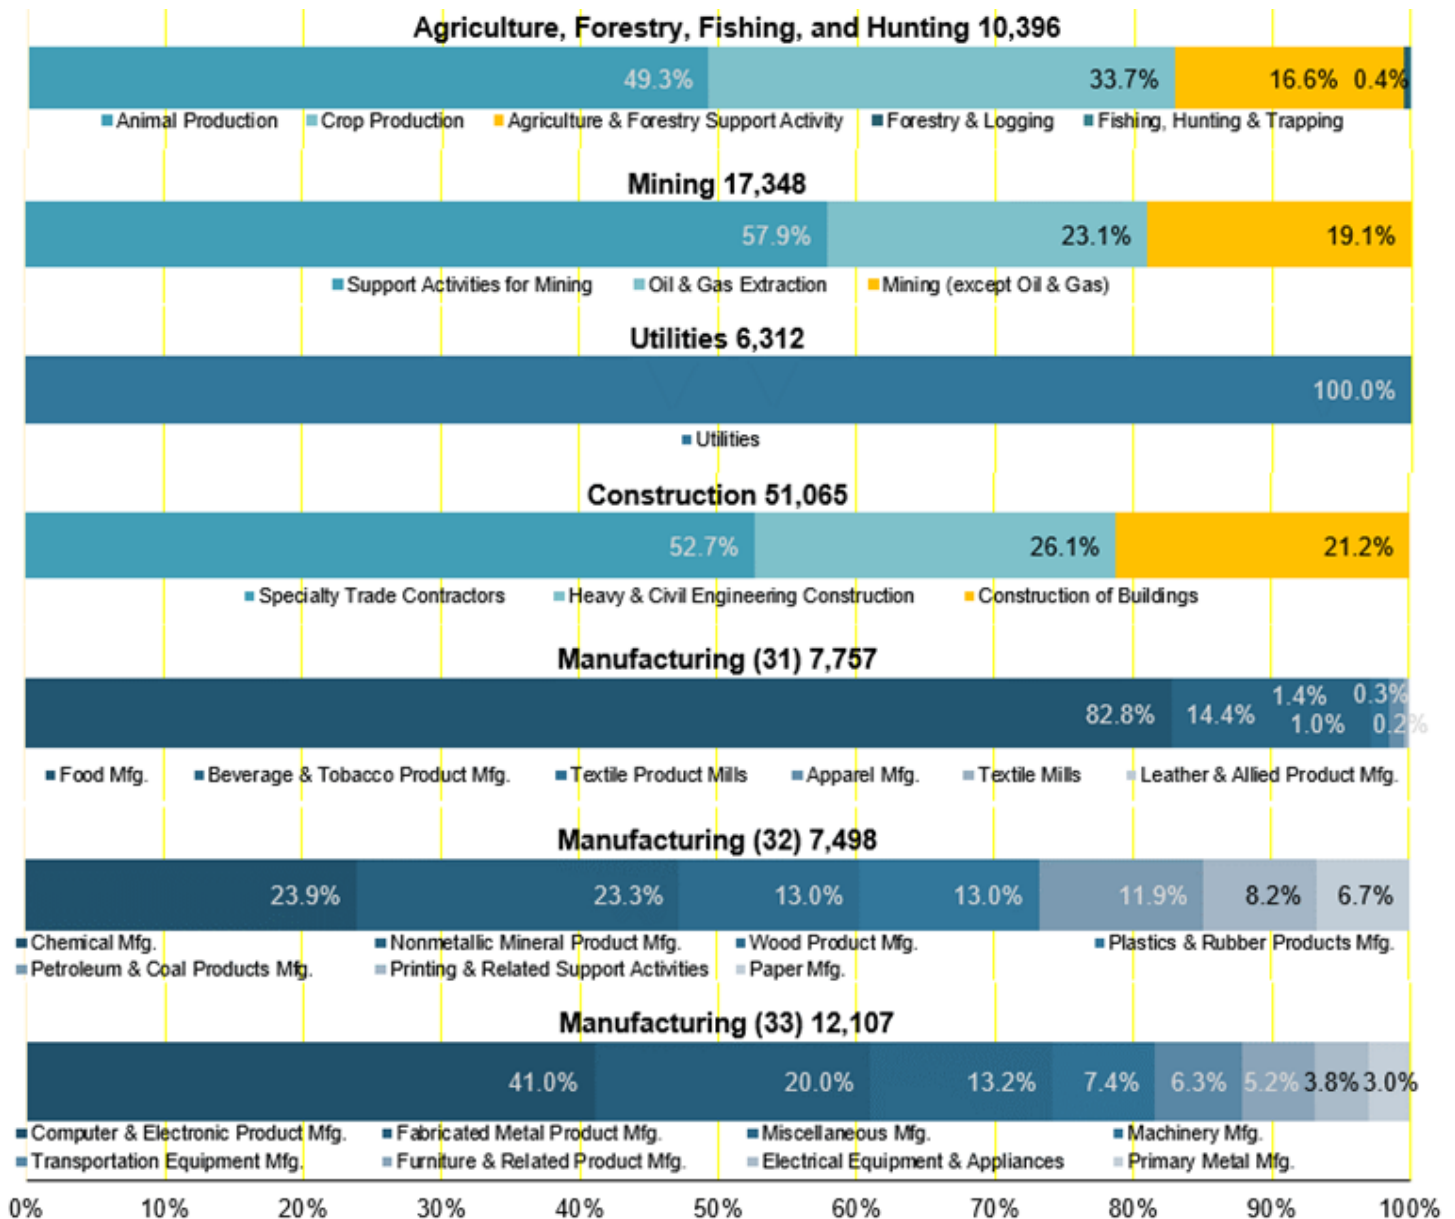 Agriculture, Forestry, Fishing, and Hunting 10,396
49.3% 33.7% 16.6% 0.4%
Animal Production Crop Production Agriculture & Forestry Support Activity Forestry & Logging Fishing, Hunting & Trapping
Mining 17,348
57.9% 23.1% 19.1%
Support Activities for Mining Oil & Gas Extraction Mining (except Oil & Gas)
Utilities 6,312
100.0%
Utilities
Construction 51,065
52.7% 26.1% 21.2%
Specialty Trade Contractors Heavy & Civil Engineering Construction Construction of Buildings
Manufacturing (31) 7,757
1.4% 0.3%
82.8% 14.4%
1.0% 0.2%
Food Mfg. Beverage & Tobacco Product Mfg. Textile Product Mills Apparel Mfg. Textile Mills Leather & Allied Product Mfg.
Manufacturing (32) 7,498
23.9% 23.3% 13.0% 13.0% 11.9% 8.2% 6.7%
Chemical Mfg. Nonmetallic Mineral Product Mfg. Wood Product Mfg. Plastics & Rubber Products Mfg.
Petroleum & Coal Products Mfg. Printing & Related Support Activities Paper Mfg.
Manufacturing (33) 12,107
41.0% 20.0% 13.2% 7.4% 6.3% 5.2% 3.8% 3.0%
Computer & Electronic Product Mfg. Fabricated Metal Product Mfg. Miscellaneous Mfg. Machinery Mfg.
Transportation Equipment Mfg. Furniture & Related Product Mfg. Electrical Equipment & Appliances Primary Metal Mfg.
0% 10% 20% 30% 40% 50% 60% 70% 80% 90% 100%